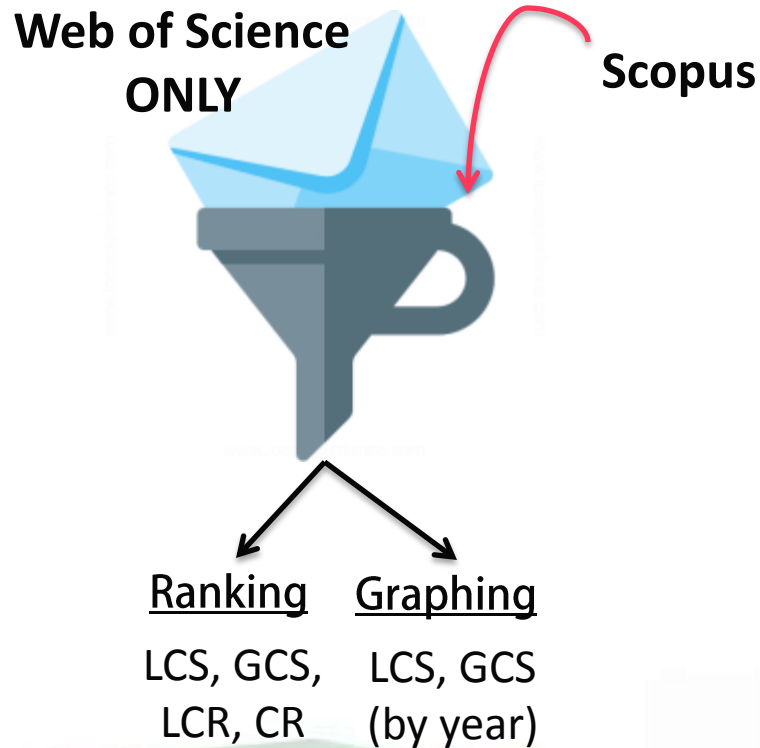 Web of Science
ONLY
Scopus
Ranking
LCS, GCS,
LCR, CR
Graphing
LCS, GCS
(by year)